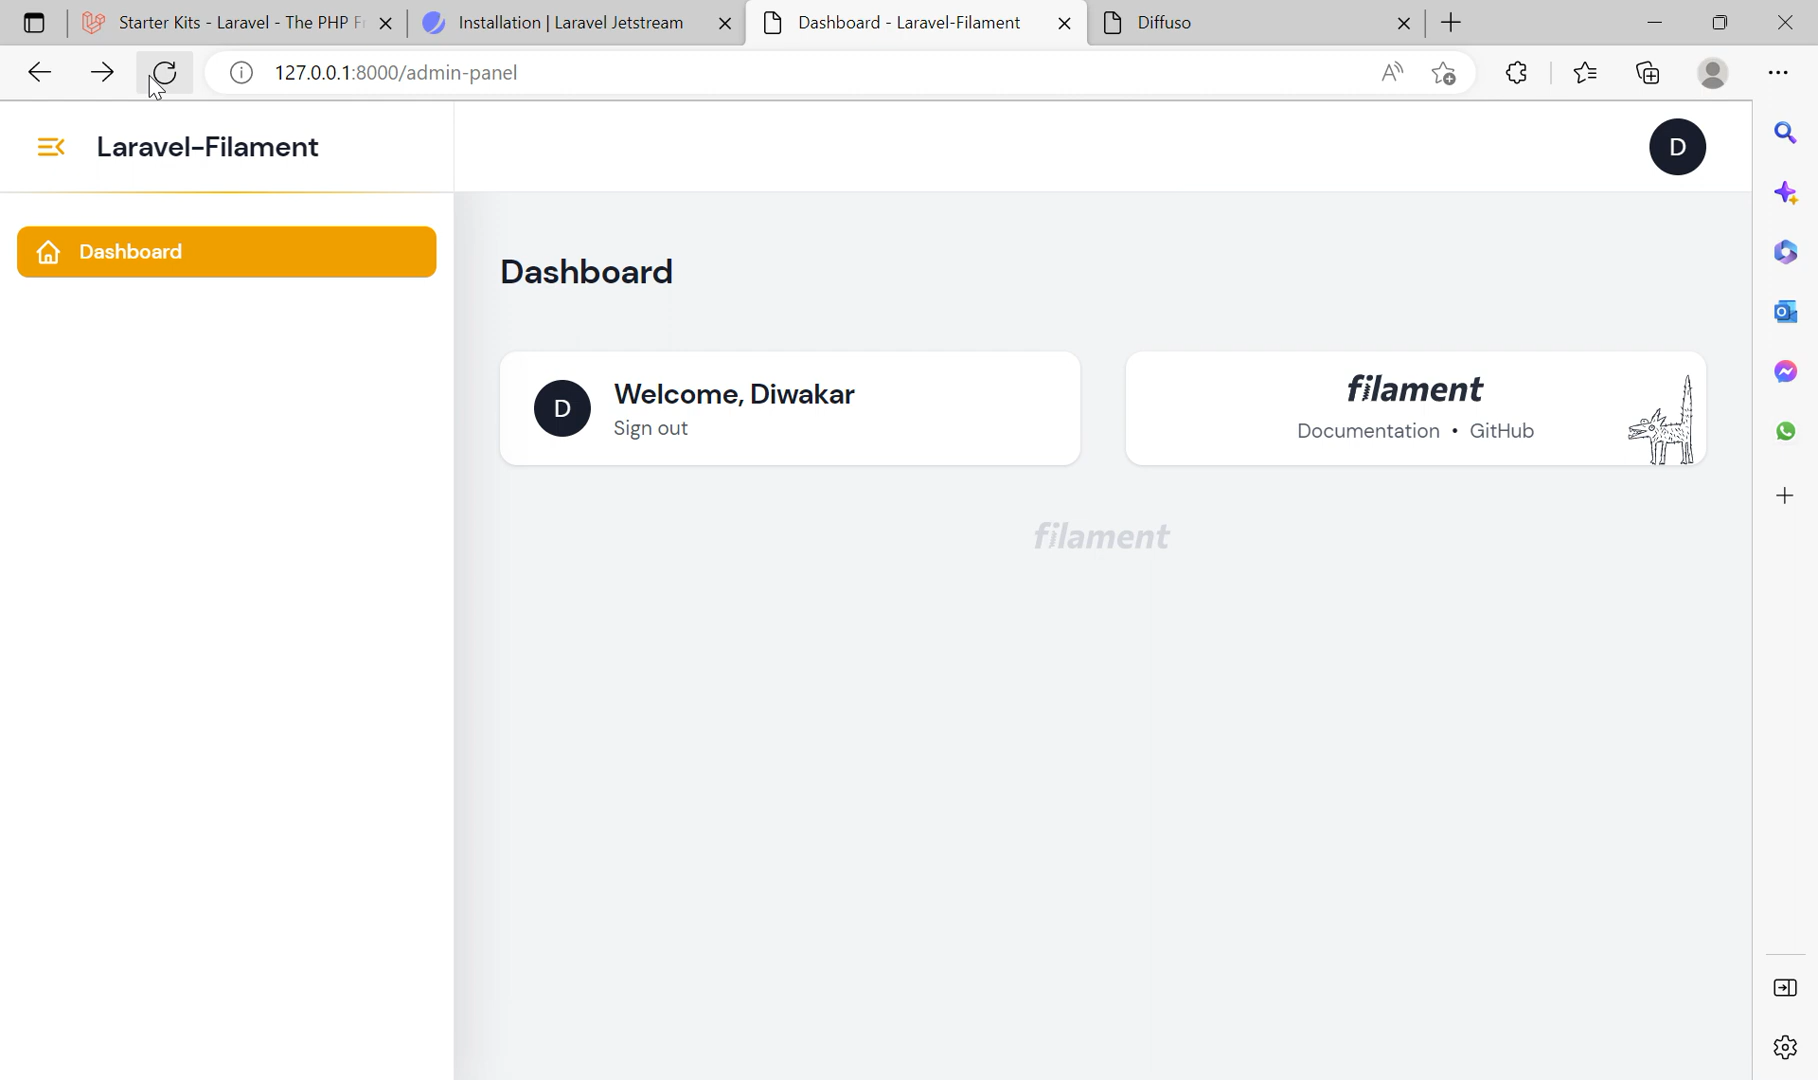 Starter Kits - Laravel - The PHP F
Installation | Laravel Jetstream
Dashboard - Laravel-Filament
Diffuso
127.0.0.1:8000/admin-panel
Laravel-Filament
D
Dashboard
Dashboard
D
Welcome, Diwakar
Sign out
filament
Documentation • GitHub
filament